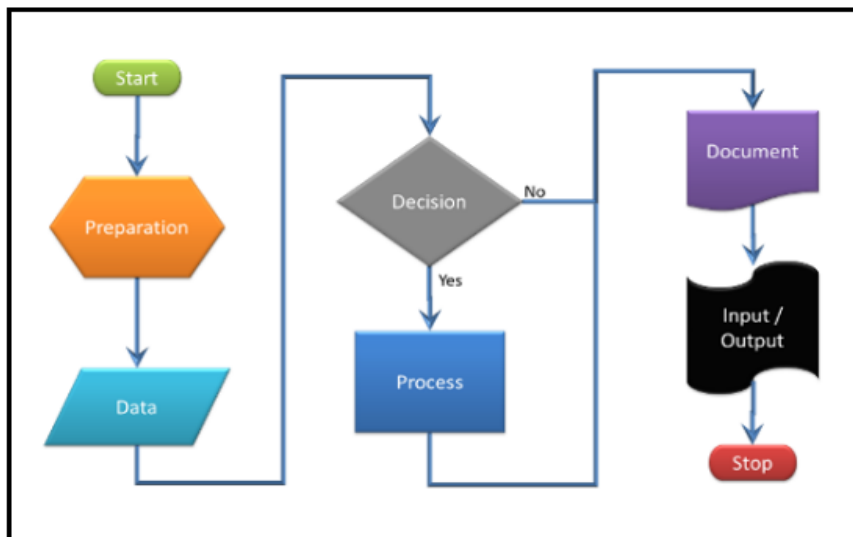 Start
Preparation
Data
Decision
No
Yes
Process
Document
Input /
Output
Stop